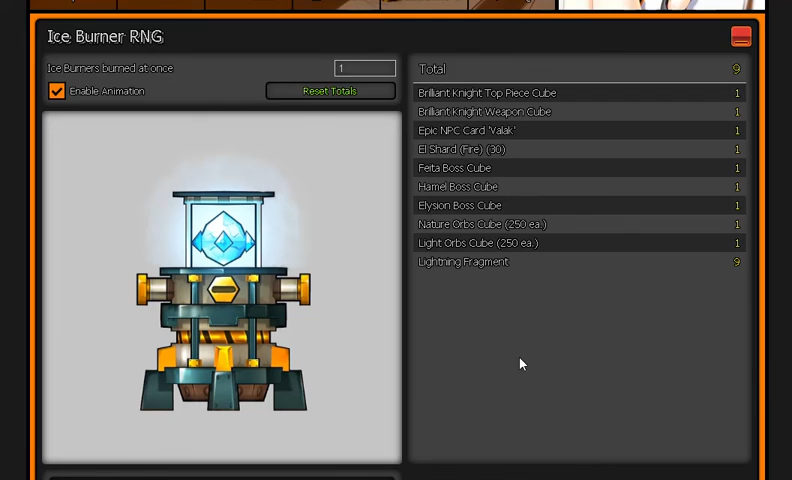 Ice Burner RNG
Ice Burners burned at once 1
Enable Animation Reset Totals
Total 9
Brilliant Knight Top Piece Cube 1
Brilliant Knight Weapon Cube 1
Epic NPC Card 'Valak' 1
El Shard (Fire) (30) 1
Feita Boss Cube 1
Hamel Boss Cube 1
Elysion Boss Cube 1
Nature Orbs Cube (250 ea.) 1
Light Orbs Cube (250 ea.) 1
Lightning Fragment 9